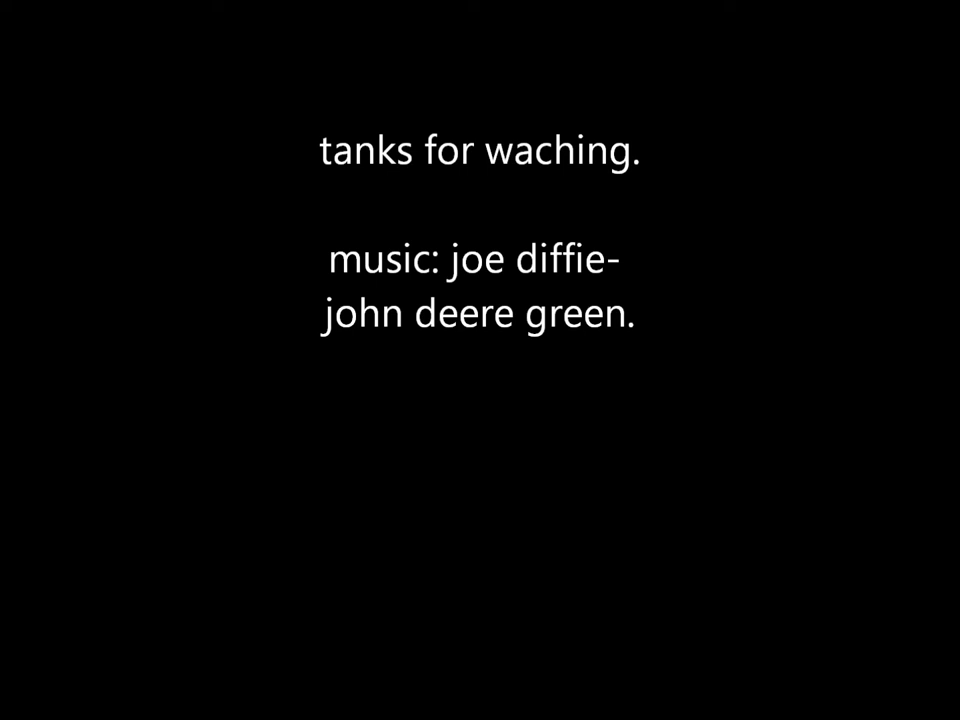 tanks for waching.
music: joe diffie-
john deere green.